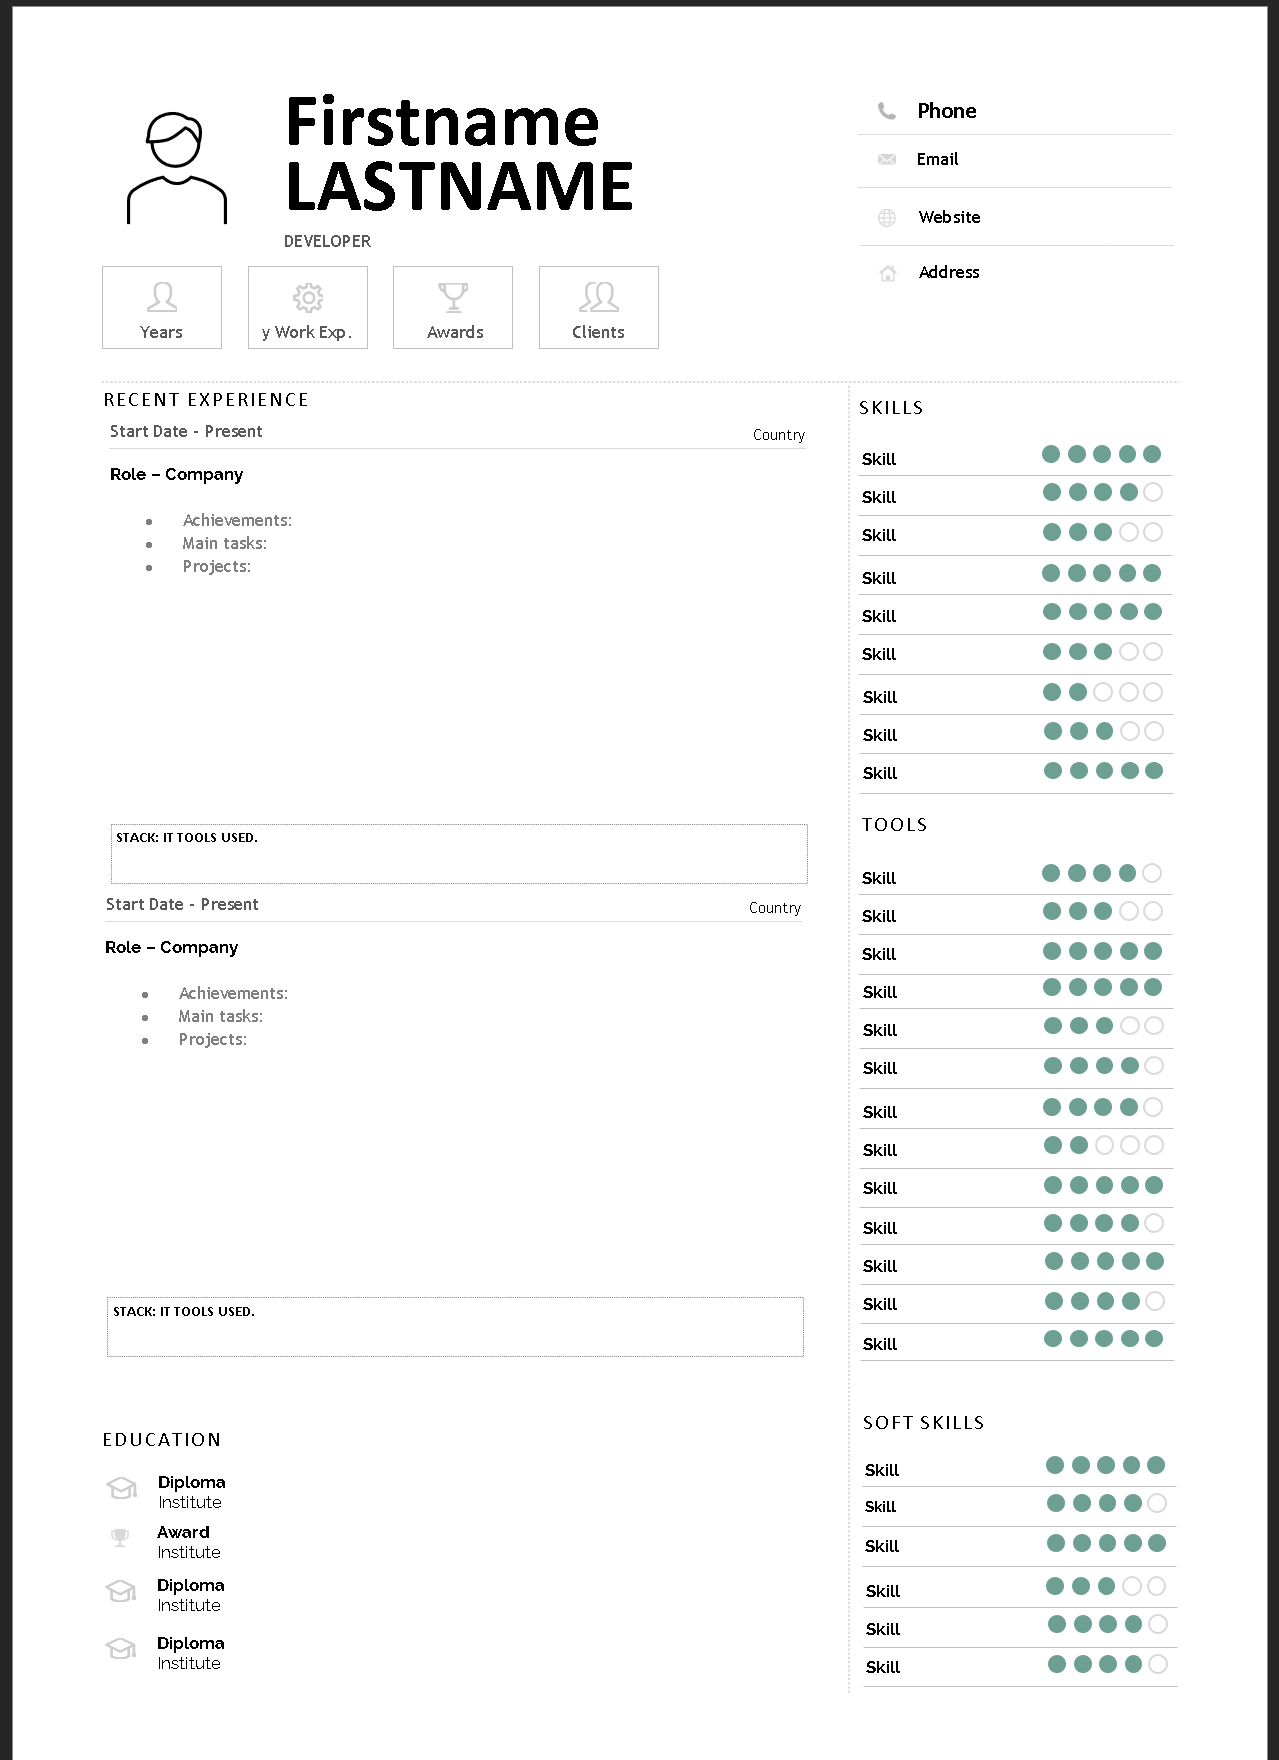 Firstname
LASTNAME
DEVELOPER
Phone
Email
Website
Address
Years
y Work Exp.
Awards
Clients
RECENT EXPERIENCE
Start Date - Present
Country
Role – Company
• Achievements:
• Main tasks:
• Projects:
STACK: IT TOOLS USED.
Start Date - Present
Country
Role – Company
• Achievements:
• Main tasks:
• Projects:
STACK: IT TOOLS USED.
EDUCATION
Diploma
Institute
Award
Institute
Diploma
Institute
Diploma
Institute
SKILLS
Skill
Skill
Skill
Skill
Skill
Skill
Skill
Skill
Skill
TOOLS
Skill
Skill
Skill
Skill
Skill
Skill
Skill
Skill
Skill
Skill
Skill
Skill
Skill
SOFT SKILLS
Skill
Skill
Skill
Skill
Skill
Skill